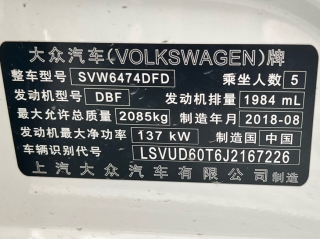 大众汽车(VOLKSWAGEN)牌
整车型号 SVW6474DFD 乘坐人数 5
发动机型号 DBF 发动机排量 1984 mL
最大允许总质量 2085kg 制造年月 2018-08
发动机最大净功率 137 kW 制造国 中国
车辆识别代号 LSVUD60T6J2167226
上汽大众汽车有限公司 制造